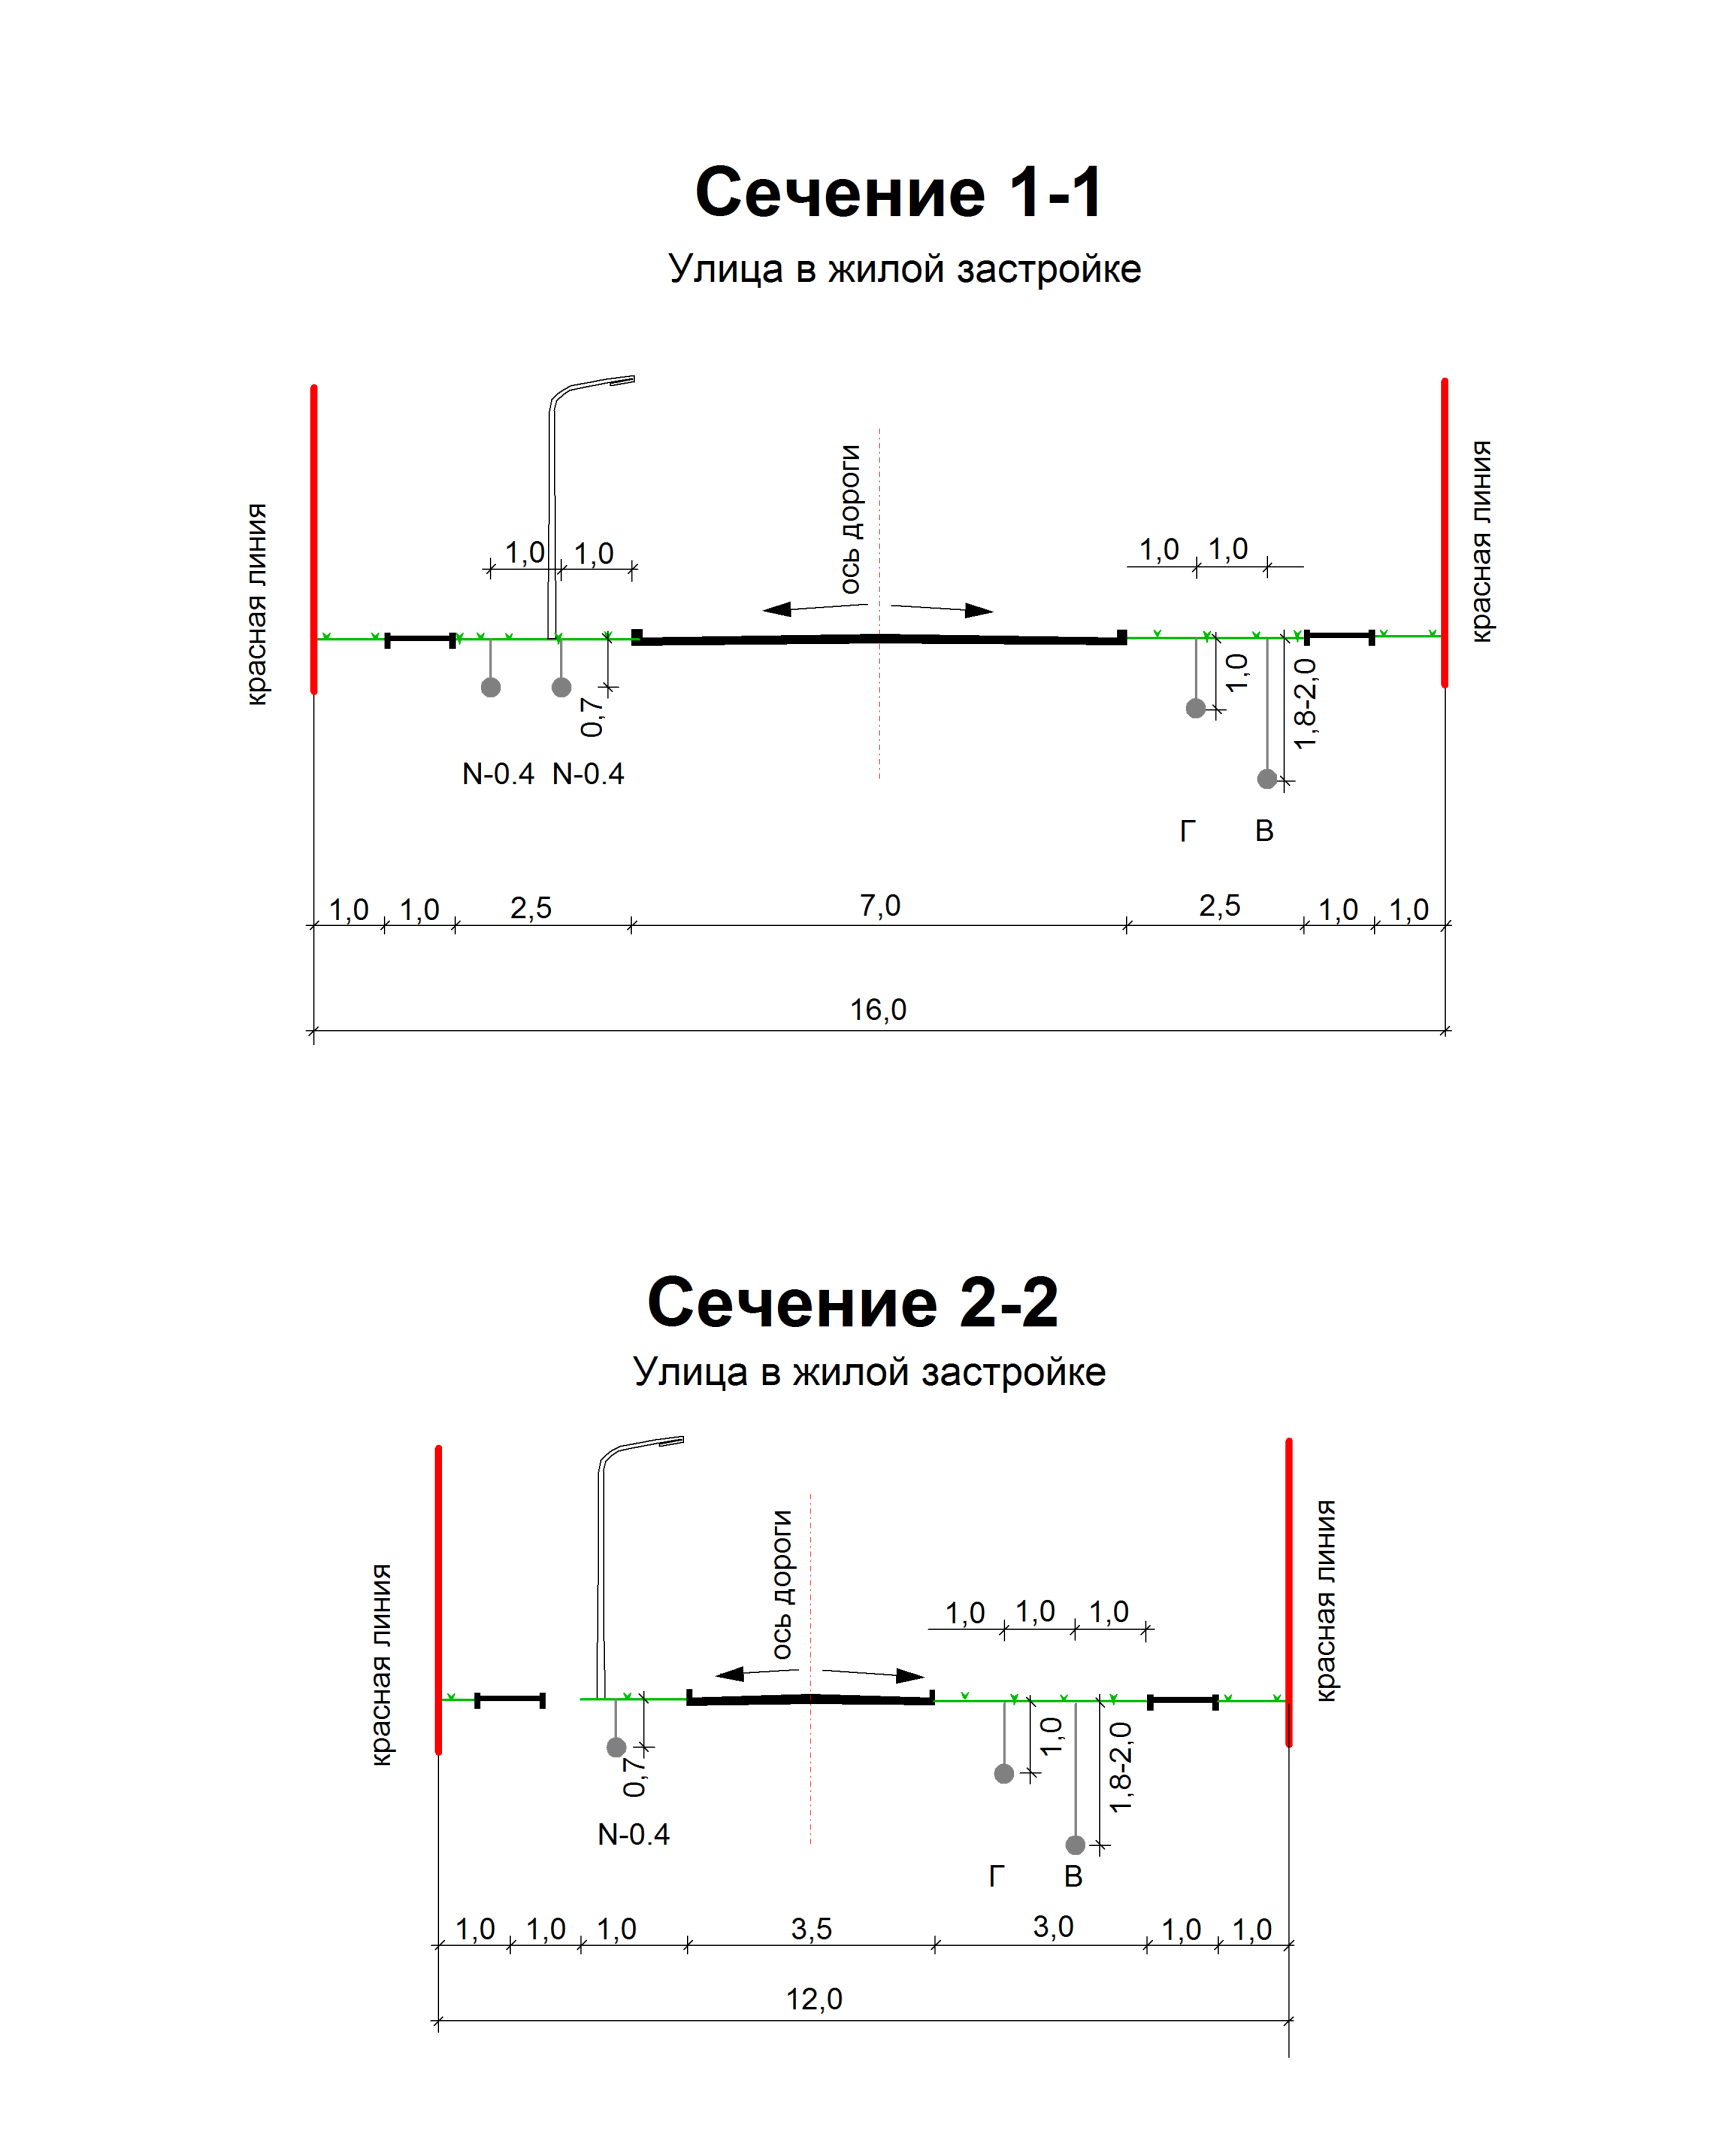 Сечение 1-1
Улица в жилой застройке
красная линия
ось дороги
красная линия
1,0 1,0
1,0 1,0
0,7
1,0
1,8-2,0
N-0.4 N-0.4
Г В
1,0 1,0 2,5 7,0 2,5 1,0 1,0
16,0
Сечение 2-2
Улица в жилой застройке
красная линия
ось дороги
красная линия
1,0 1,0 1,0
0,7
1,0
1,8-2,0
N-0.4
Г В
1,0 1,0 1,0 3,5 3,0 1,0 1,0
12,0